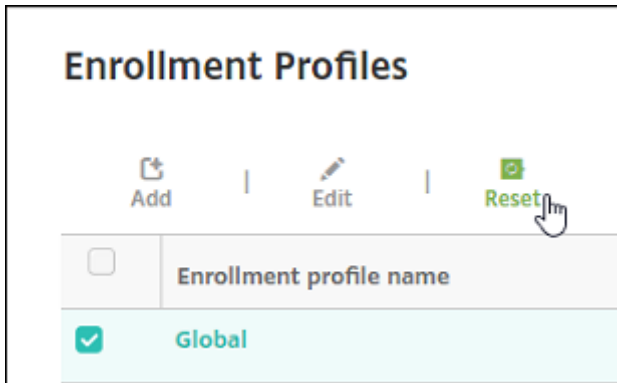 Enrollment Profiles
Add | Edit | Reset
Enrollment profile name
Global